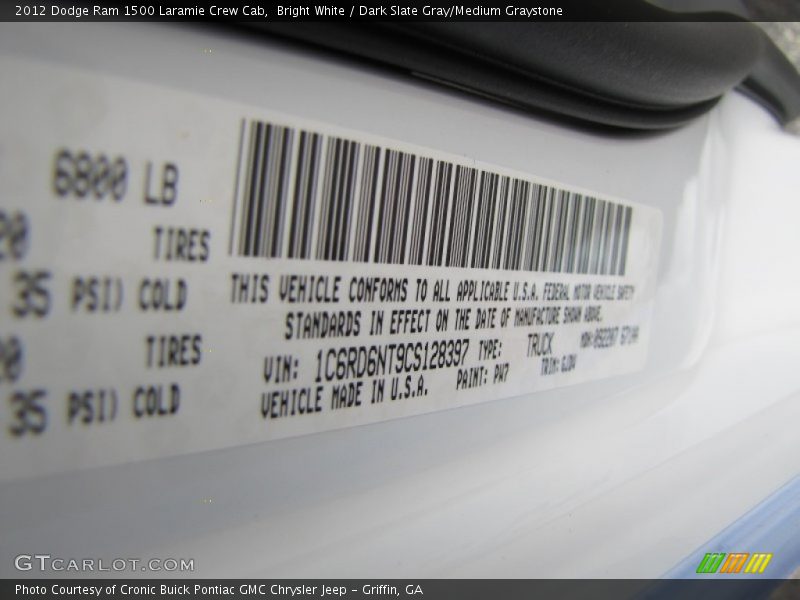 2012 Dodge Ram 1500 Laramie Crew Cab,  Bright White / Dark Slate Gray/Medium Graystone
6800 LB
20 TIRES
35 PSI) COLD
TIRES
35 PSI) COLD
THIS VEHICLE CONFORMS TO ALL APPLICABLE U.S.A. FEDERAL MOTOR VEHICLE SAFETY
STANDARDS IN EFFECT ON THE DATE OF MANUFACTURE SHOWN ABOVE.
VIN: 1C6RD6NT9CS128397 TYPE: TRUCK MDH:
VEHICLE MADE IN U.S.A. PAINT: PW7 TRIM:
GTCARLOT.COM
Photo Courtesy of Cronic Buick Pontiac GMC Chrysler Jeep - Griffin, GA